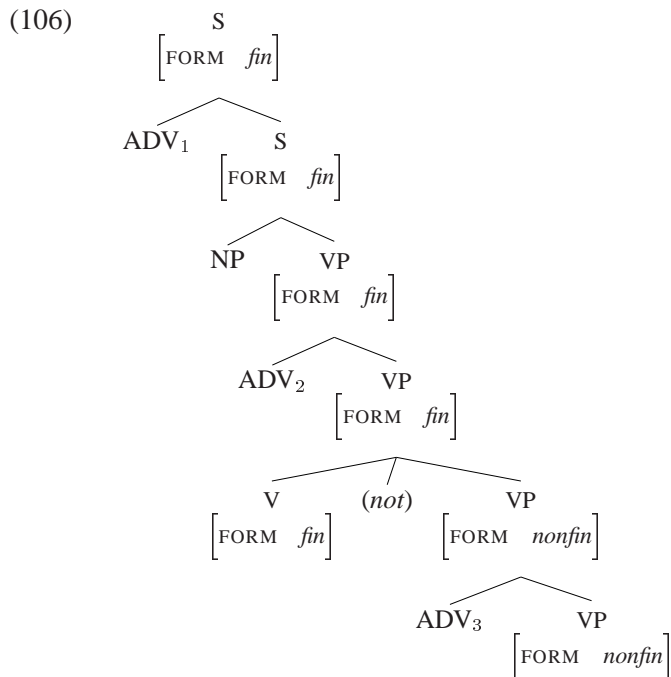 (106) S
[FORM fin]
ADV₁ S
[FORM fin]
NP VP
[FORM fin]
ADV₂ VP
[FORM fin]
V (not) VP
[FORM fin] [FORM nonfin]
ADV₃ VP
[FORM nonfin]